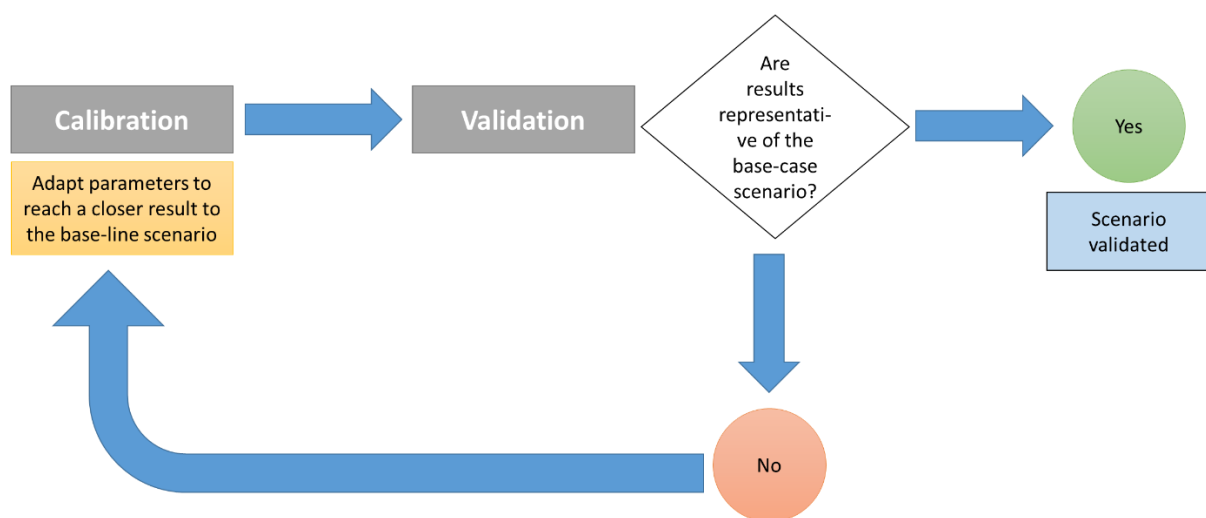 Calibration
Adapt parameters to
reach a closer result to
the base-line scenario
Validation
Are
results
representati-
ve of the
base-case
scenario?
Yes
Scenario
validated
No